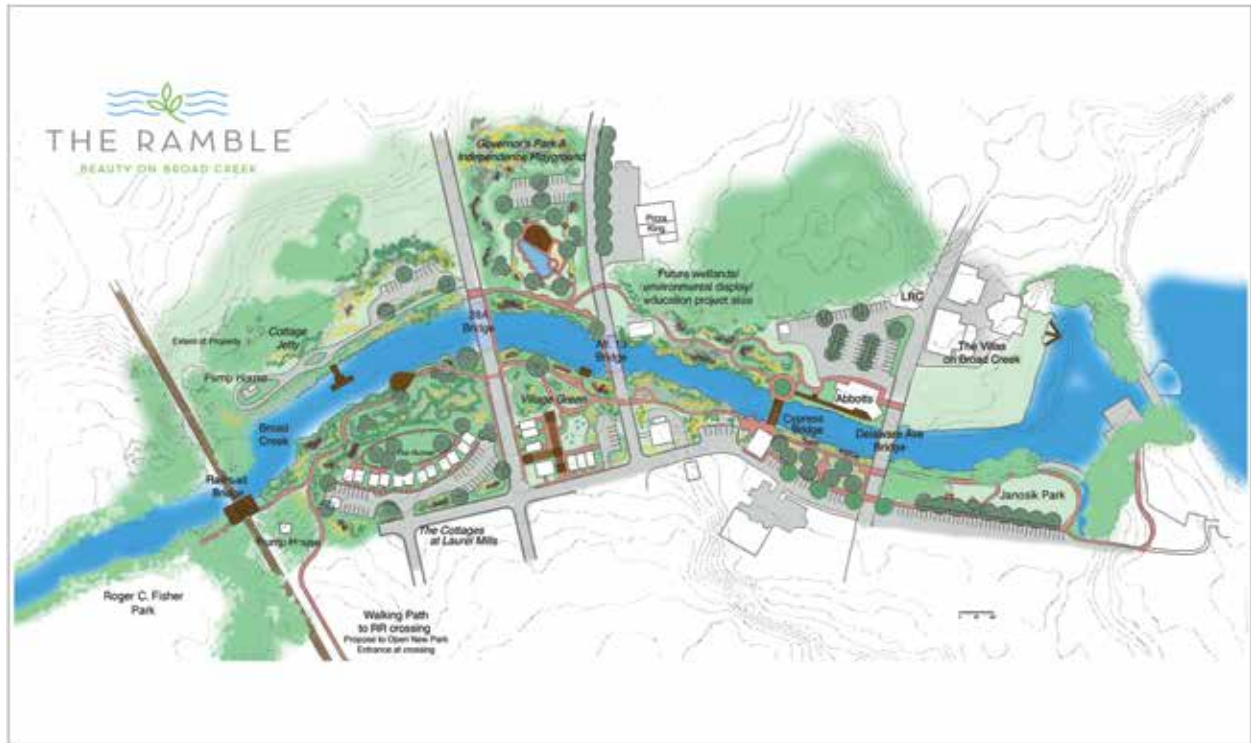 THE RAMBLE
BEAUTY ON BROAD CREEK
Governor's Park &
Independence Playground
Pizza
King
Future wetlands/
environmental display/
education project sites
LRC
The Villas
on Broad Creek
Cottage
Jetty
Extent of Property
Pump House
Broad
Creek
Railroad
Bridge
Pump House
28A
Bridge
Alt. 13
Bridge
Village Green
Abbotts
Cypress
Bridge
Delaware Ave
Bridge
Janosik Park
The Cottages
at Laurel Mills
Roger C. Fisher
Park
Walking Path
to RR crossing
Propose to Open New Park
Entrance at crossing